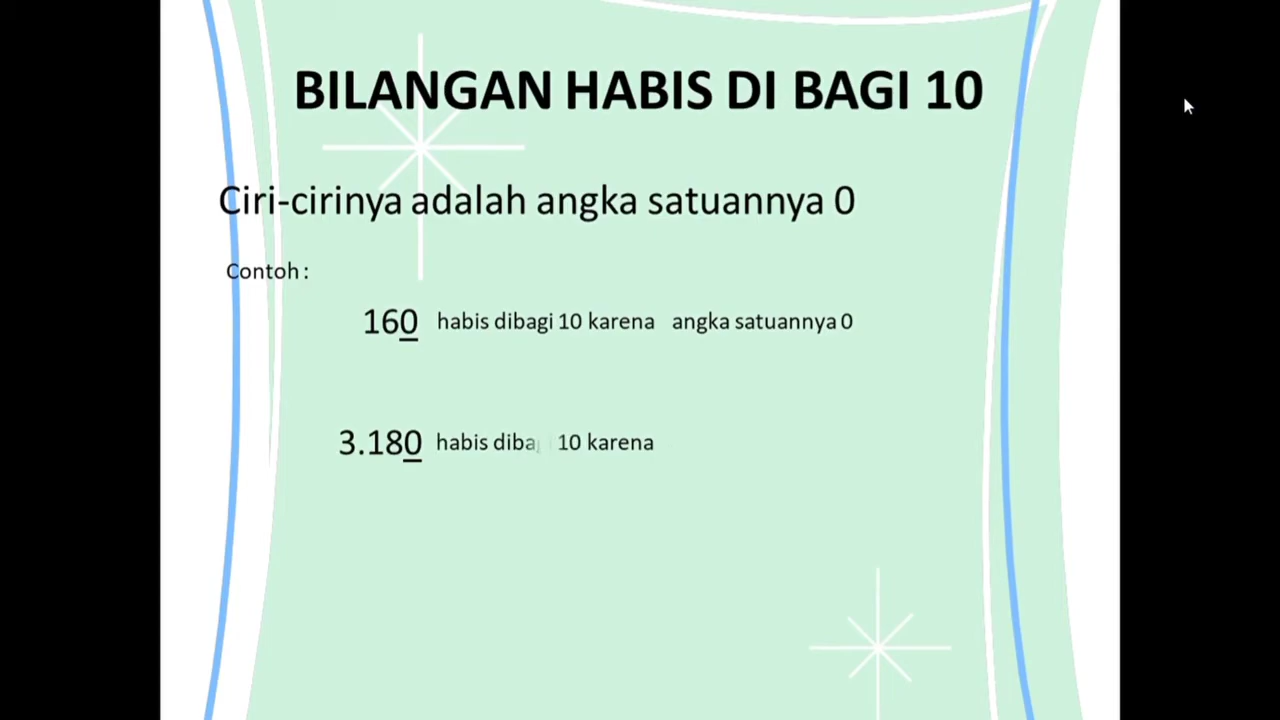 BILANGAN HABIS DI BAGI 10
Ciri-cirinya adalah angka satuannya 0
Contoh :
160 habis dibagi 10 karena angka satuannya 0
3.180 habis dibagi 10 karena